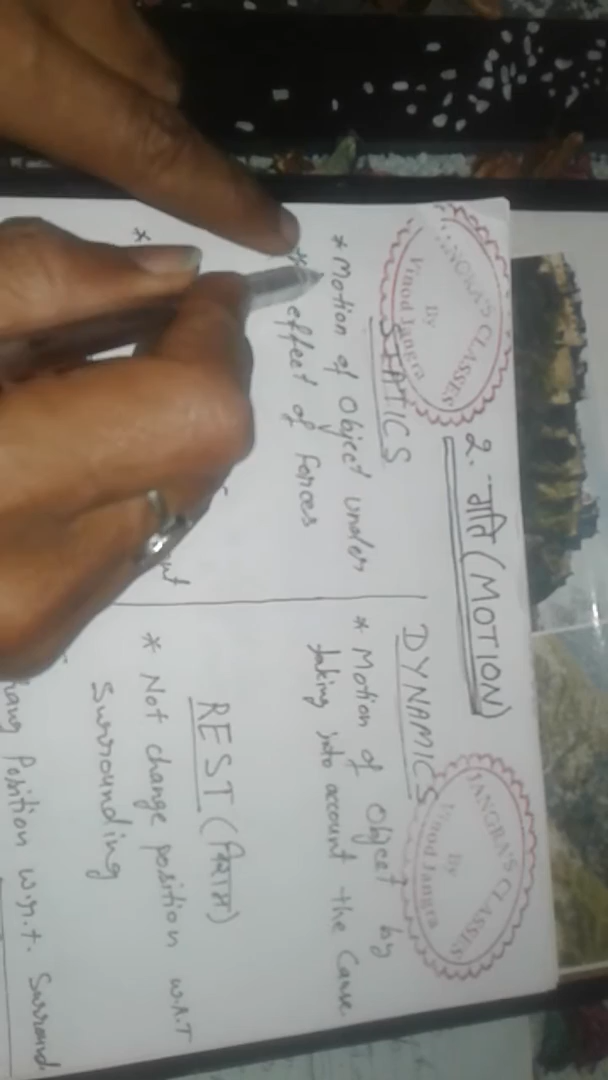 2. गति (MOTION)
JANGRA'S CLASSES
By
Vinod Jangra
STATICS
* Motion of Object under
effect of Forces
DYNAMICS
* Motion of Object by
taking into account the Cause
JANGRA'S CLASSES
By
Vinod Jangra
REST
* Not change position w.r.t
Surrounding
Position w.r.t. Surround.